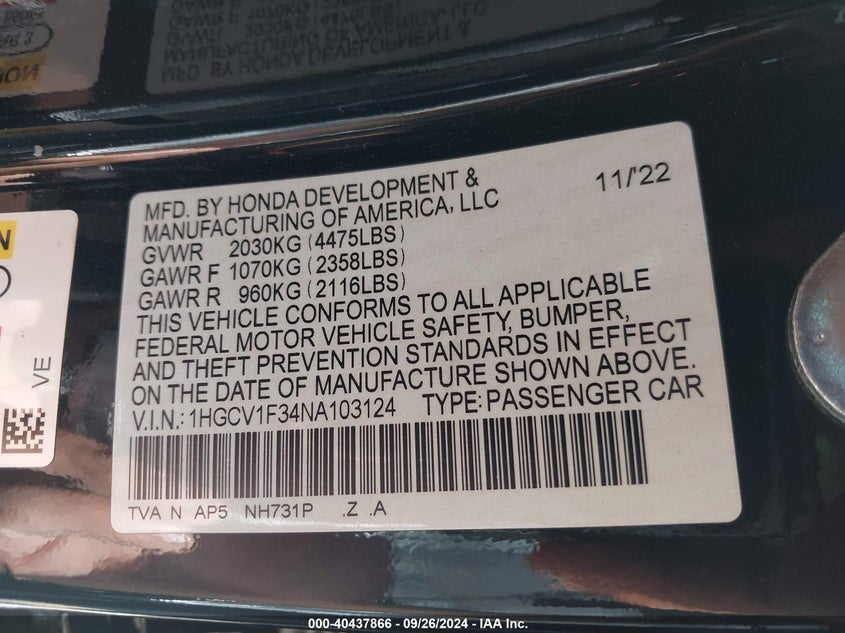 MFD. BY HONDA DEVELOPMENT &
MANUFACTURING OF AMERICA, LLC
11/'22
GVWR 2030KG (4475LBS)
GAWR F 1070KG (2358LBS)
GAWR R 960KG (2116LBS)
THIS VEHICLE CONFORMS TO ALL APPLICABLE
FEDERAL MOTOR VEHICLE SAFETY, BUMPER,
AND THEFT PREVENTION STANDARDS IN EFFECT
ON THE DATE OF MANUFACTURE SHOWN ABOVE.
V.I.N.: 1HGCV1F34NA103124 TYPE: PASSENGER CAR
TVA N AP5 NH731P .Z .A
VE
000-40437866 - 09/26/2024 - IAA Inc.